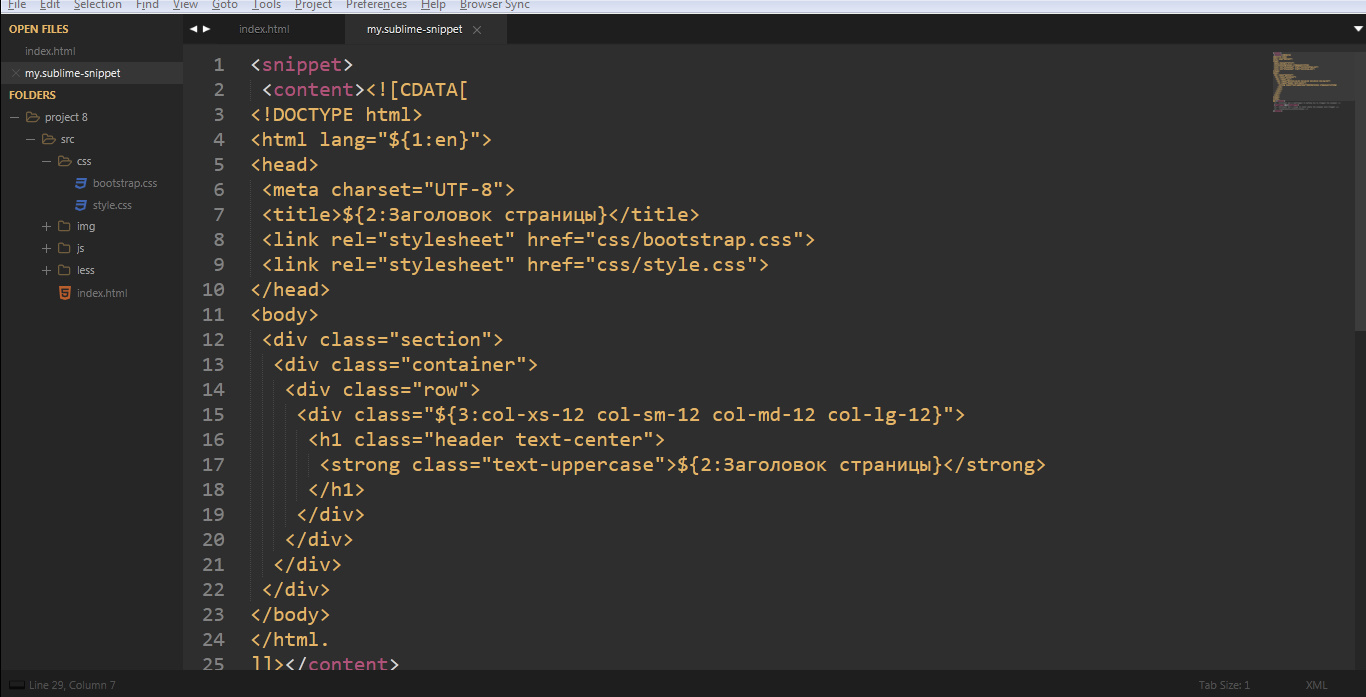 File Edit Selection Find View Goto Tools Project Preferences Help Browser Sync
OPEN FILES
index.html
my.sublime-snippet
FOLDERS
project 8
src
css
bootstrap.css
style.css
img
js
less
index.html
index.html my.sublime-snippet
1 <snippet>
2 <content><![CDATA[
3 <!DOCTYPE html>
4 <html lang="${1:en}">
5 <head>
6 <meta charset="UTF-8">
7 <title>${2:Заголовок страницы}</title>
8 <link rel="stylesheet" href="css/bootstrap.css">
9 <link rel="stylesheet" href="css/style.css">
10 </head>
11 <body>
12 <div class="section">
13 <div class="container">
14 <div class="row">
15 <div class="${3:col-xs-12 col-sm-12 col-md-12 col-lg-12}">
16 <h1 class="header text-center">
17 <strong class="text-uppercase">${2:Заголовок страницы}</strong>
18 </h1>
19 </div>
20 </div>
21 </div>
22 </div>
23 </body>
24 </html.
25 ]]></content>
Line 29, Column 7
Tab Size: 1 XML